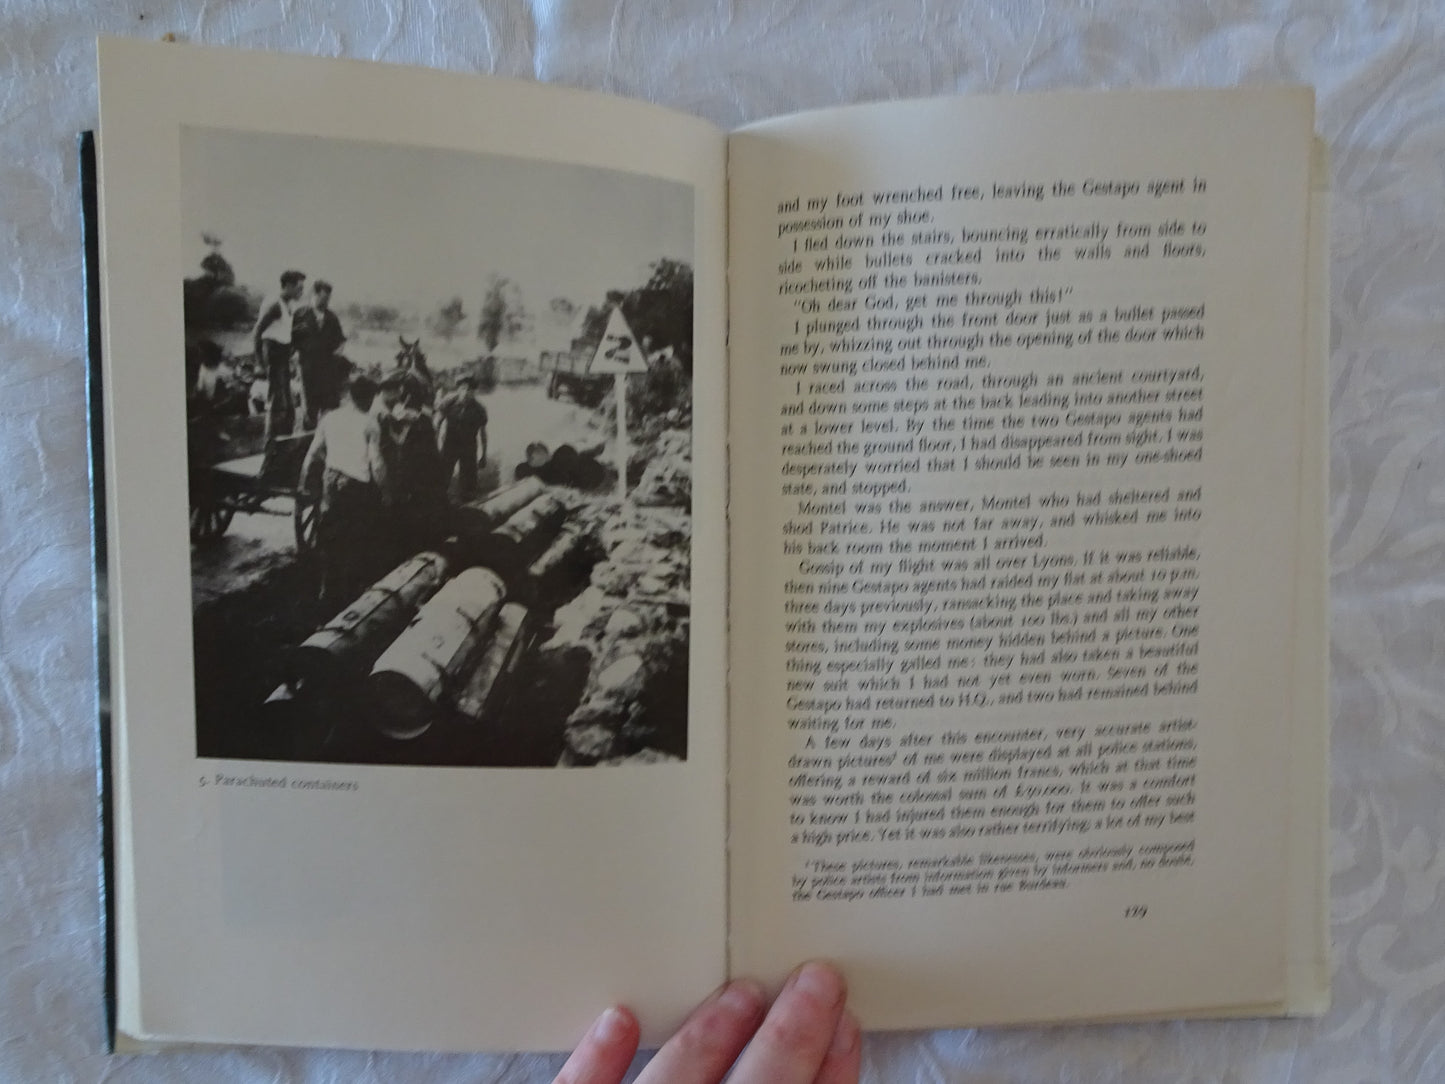 5. Parachuted containers
and my foot wrenched free, leaving the Gestapo agent in
possession of my shoe.
I fled down the stairs, bouncing erratically from side to
side while bullets cracked into the walls and floors,
ricocheting off the banisters.
"Oh dear God, get me through this!"
I plunged through the front door just as a bullet passed
me by, whizzing out through the opening of the door which
now swung closed behind me.
I raced across the road, through an ancient courtyard,
and down some steps at the back leading into another street
at a lower level. By the time the two Gestapo agents had
reached the ground floor, I had disappeared from sight. I was
desperately worried that I should be seen in my one-shoed
state, and stopped.
Montel was the answer, Montel who had sheltered and
shod Patrice. He was not far away, and whisked me into
his back room the moment I arrived.
Gossip of my flight was all over Lyons. If it was reliable,
then nine Gestapo agents had raided my flat at about 10 p.m.
three days previously, ransacking the place and taking away
with them my explosives (about 100 lbs.) and all my other
stores, including some money hidden behind a picture. One
thing especially galled me: they had also taken a beautiful
new suit which I had not yet even worn. Seven of the
Gestapo had returned to H.Q., and two had remained behind
waiting for me.
A few days after this encounter, very accurate artist-
drawn pictures¹ of me were displayed at all police stations,
offering a reward of six million francs, which at that time
was worth the colossal sum of
It was a comfort
to know I had injured them enough for them to offer such
a high price. Yet it was also rather terrifying; a lot of my best
¹ These pictures, remarkable likenesses, were obviously composed
by police artists from information given by informers and, no doubt,
the Gestapo officer I had met in rue Bordeau.
129